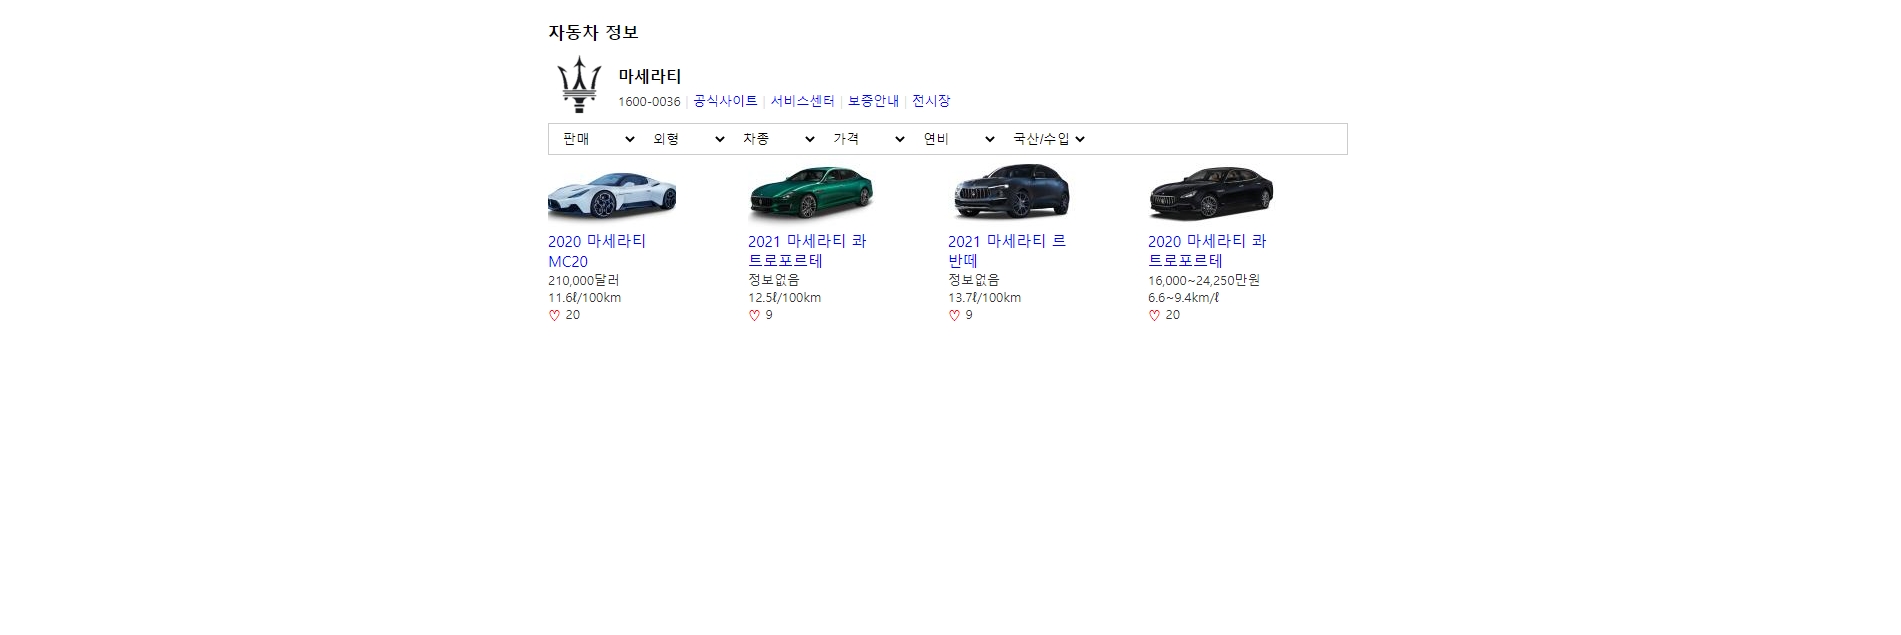 자동차 정보
마세라티
1600-0036 | 공식사이트 | 서비스센터 | 보증안내 | 전시장
판매 외형 차종 가격 연비 국산/수입
2020 마세라티
MC20
210,000달러
11.6ℓ/100km
♡ 20
2021 마세라티 콰
트로포르테
정보없음
12.5ℓ/100km
♡ 9
2021 마세라티 르
반떼
정보없음
13.7ℓ/100km
♡ 9
2020 마세라티 콰
트로포르테
16,000~24,250만원
6.6~9.4km/ℓ
♡ 20